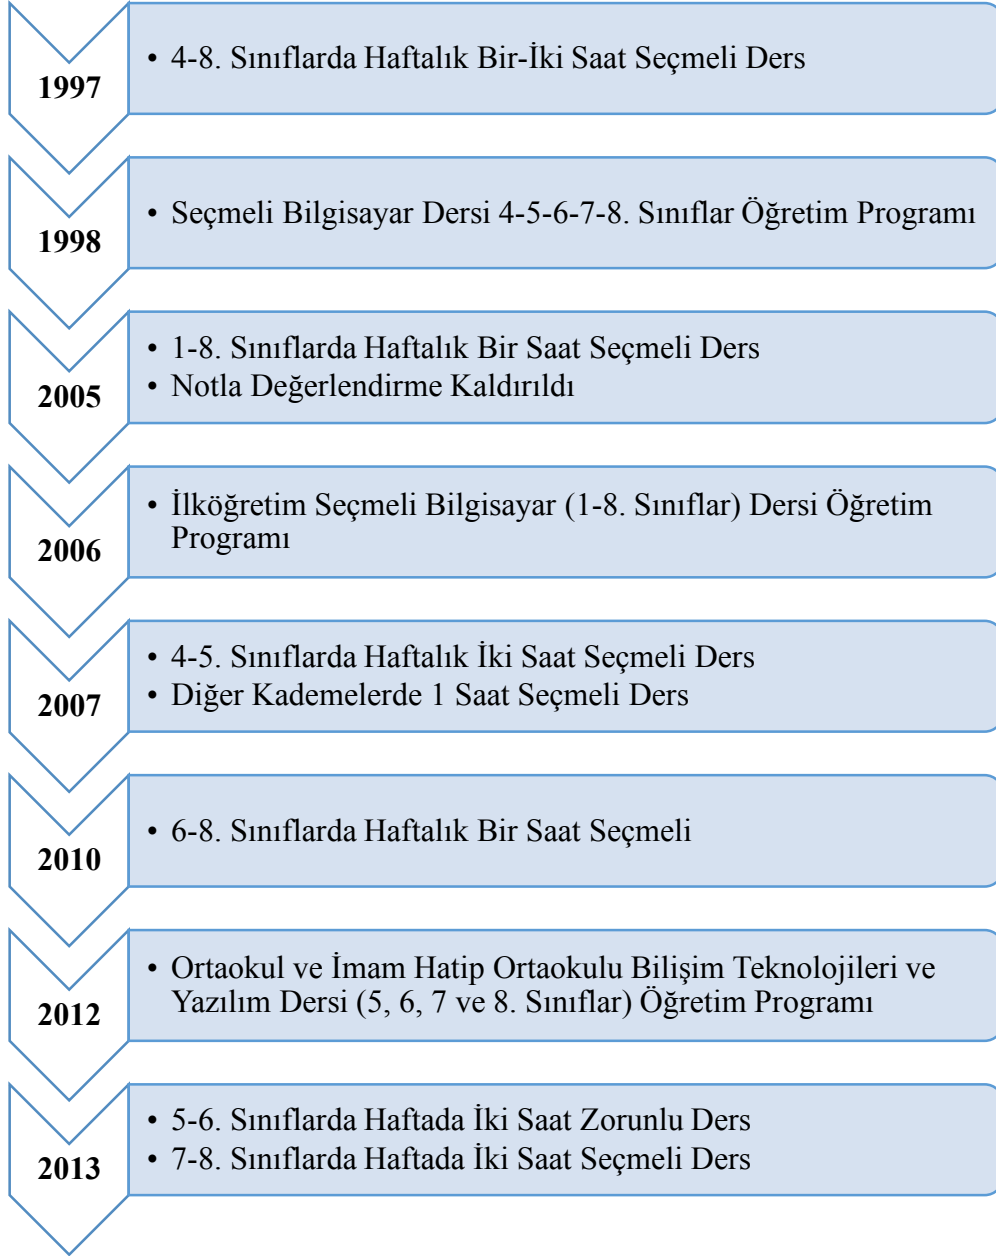 1997
• 4-8. Sınıflarda Haftalık Bir-İki Saat Seçmeli Ders
1998
• Seçmeli Bilgisayar Dersi 4-5-6-7-8. Sınıflar Öğretim Programı
2005
• 1-8. Sınıflarda Haftalık Bir Saat Seçmeli Ders
• Notla Değerlendirme Kaldırıldı
2006
• İlköğretim Seçmeli Bilgisayar (1-8. Sınıflar) Dersi Öğretim
Programı
2007
• 4-5. Sınıflarda Haftalık İki Saat Seçmeli Ders
• Diğer Kademelerde 1 Saat Seçmeli Ders
2010
• 6-8. Sınıflarda Haftalık Bir Saat Seçmeli
2012
• Ortaokul ve İmam Hatip Ortaokulu Bilişim Teknolojileri ve
Yazılım Dersi (5, 6, 7 ve 8. Sınıflar) Öğretim Programı
2013
• 5-6. Sınıflarda Haftada İki Saat Zorunlu Ders
• 7-8. Sınıflarda Haftada İki Saat Seçmeli Ders